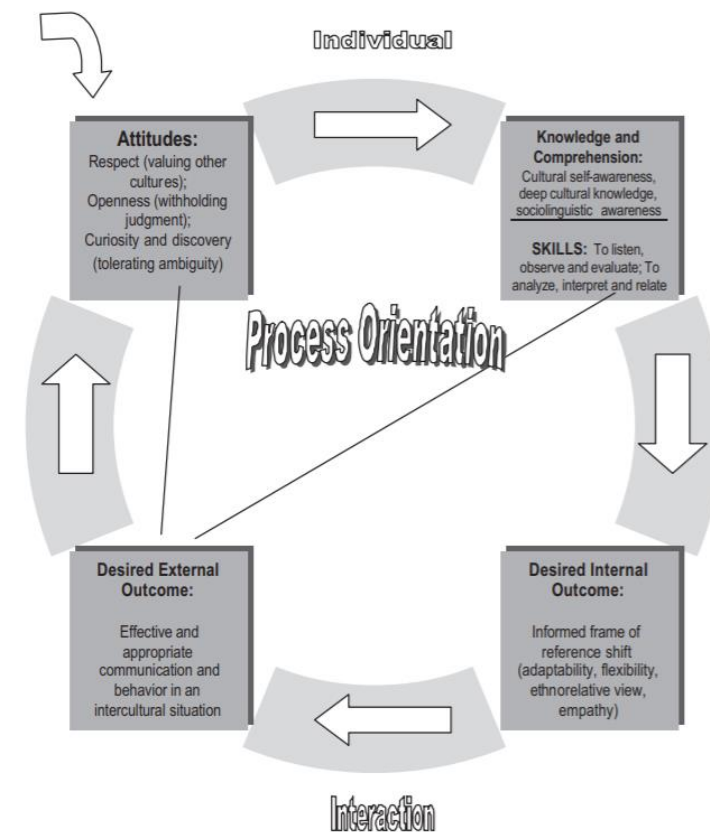 Individual
Attitudes:
Respect (valuing other
cultures);
Openness (withholding
judgment);
Curiosity and discovery
(tolerating ambiguity)
Knowledge and
Comprehension:
Cultural self-awareness,
deep cultural knowledge,
sociolinguistic awareness
SKILLS: To listen,
observe and evaluate; To
analyze, interpret and relate
Process Orientation
Desired External
Outcome:
Effective and
appropriate
communication and
behavior in an
intercultural situation
Desired Internal
Outcome:
Informed frame of
reference shift
(adaptability, flexibility,
ethnorelative view,
empathy)
Interaction